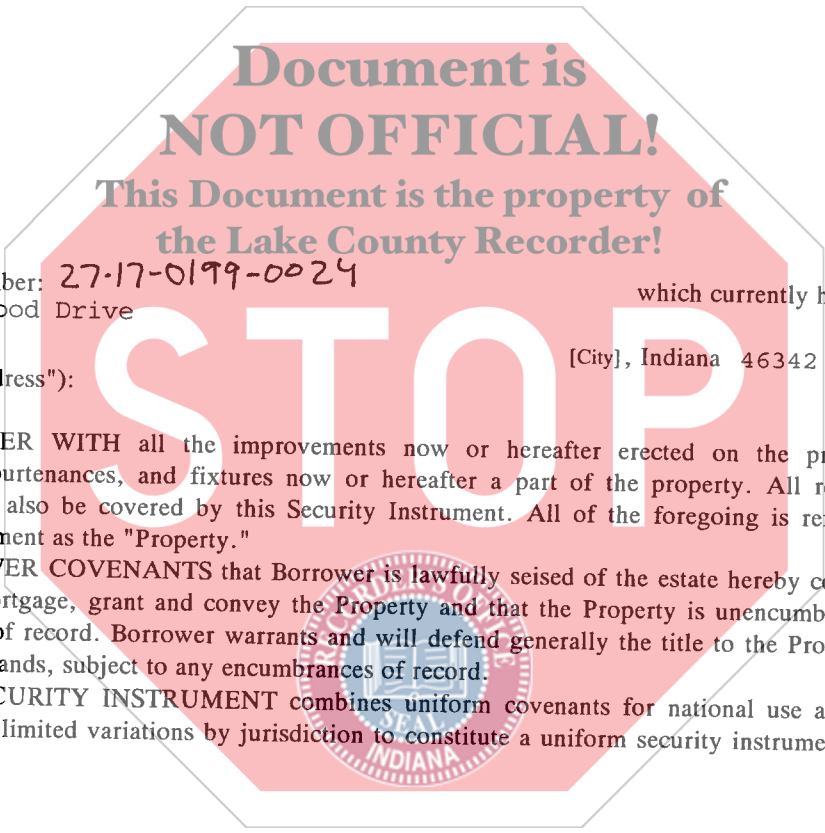 Document is
NOT OFFICIAL!
This Document is the property of
the Lake County Recorder!
ber: 27-17-0199-0024
which currently h
ood Drive
STOP
[City], Indiana 46342
ress"):
ER WITH all the improvements now or hereafter erected on the pr
urtenances, and fixtures now or hereafter a part of the property. All r
also be covered by this Security Instrument. All of the foregoing is re
ment as the "Property."
ER COVENANTS that Borrower is lawfully seised of the estate hereby c
rtgage, grant and convey the Property and that the Property is unencumb
of record. Borrower warrants and will defend generally the title to the Pro
ands, subject to any encumbrances of record.
CURITY INSTRUMENT combines uniform covenants for national use a
limited variations by jurisdiction to constitute a uniform security instrume
RECORDER'S OFFICE
SEAL
INDIANA